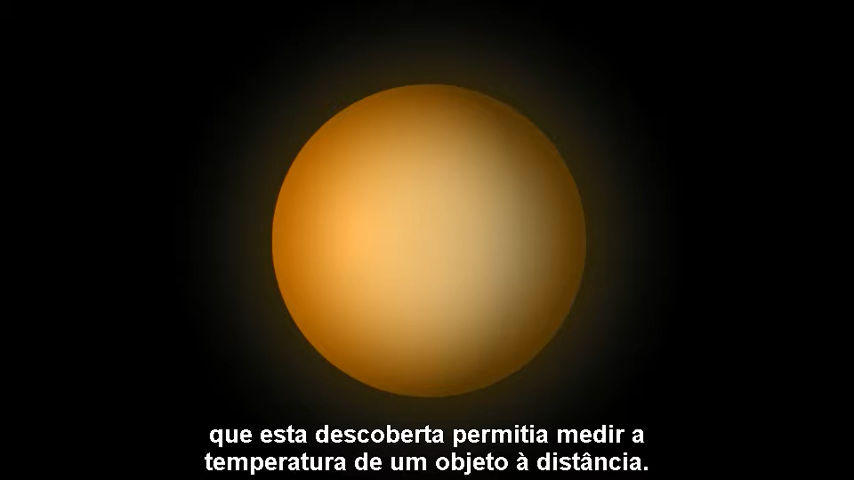 que esta descoberta permitia medir a
temperatura de um objeto à distância.